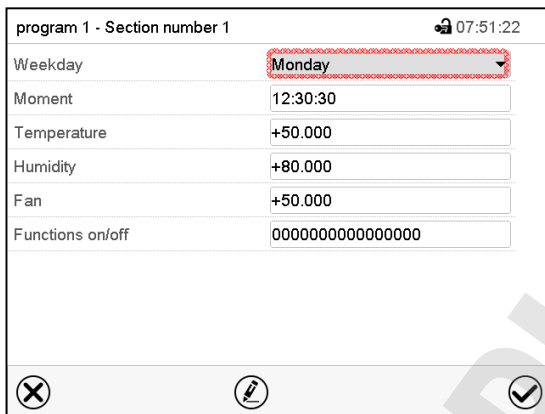 program 1 - Section number 1 07:51:22
Weekday Monday
Moment 12:30:30
Temperature +50.000
Humidity +80.000
Fan +50.000
Functions on/off 0000000000000000